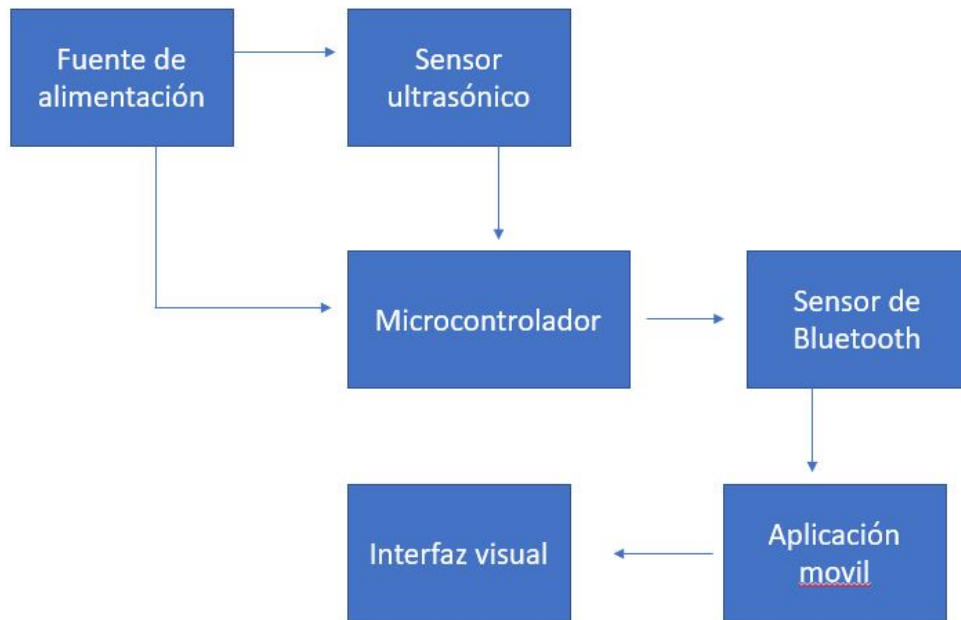 Fuente de
alimentación
Sensor
ultrasónico
Microcontrolador
Sensor de
Bluetooth
Interfaz visual
Aplicación
movil